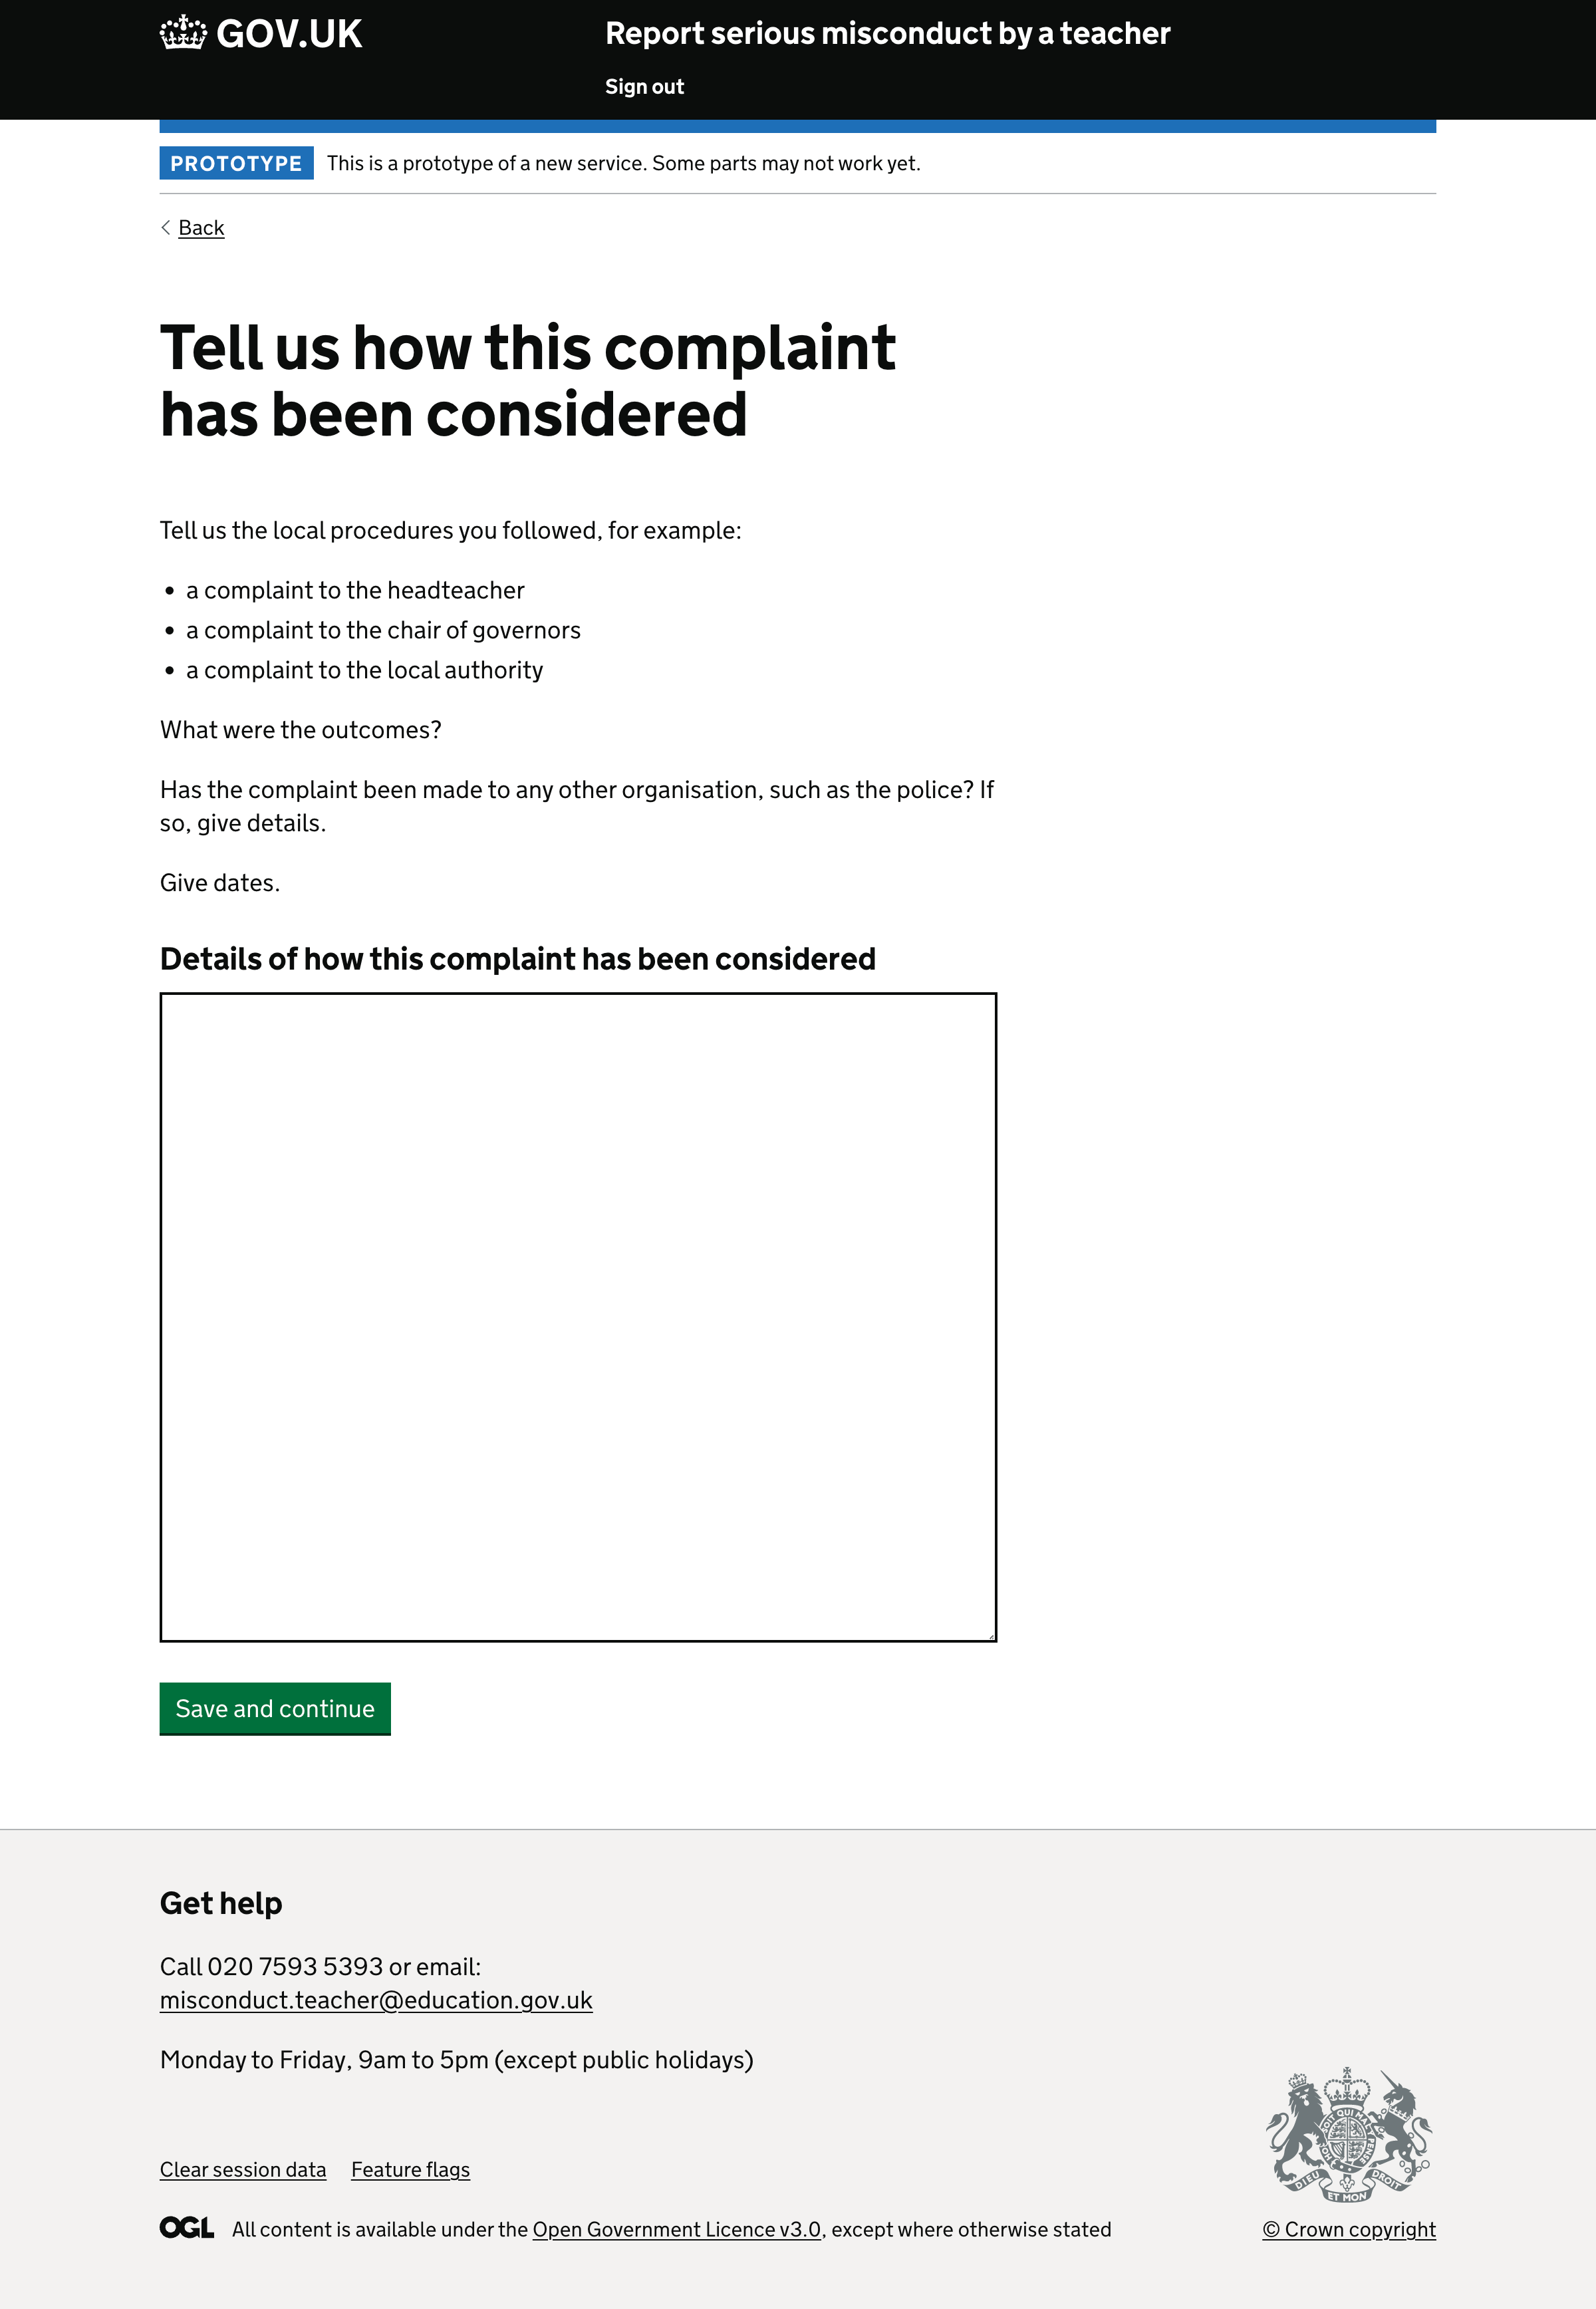 GOV.UK
Report serious misconduct by a teacher
Sign out
PROTOTYPE This is a prototype of a new service. Some parts may not work yet.
Back
Tell us how this complaint
has been considered
Tell us the local procedures you followed, for example:
• a complaint to the headteacher
• a complaint to the chair of governors
• a complaint to the local authority
What were the outcomes?
Has the complaint been made to any other organisation, such as the police? If
so, give details.
Give dates.
Details of how this complaint has been considered
Save and continue
Get help
Call 020 7593 5393 or email:
misconduct.teacher@education.gov.uk
Monday to Friday, 9am to 5pm (except public holidays)
Clear session data Feature flags
DIEU ET MON DROIT
OGL All content is available under the Open Government Licence v3.0, except where otherwise stated
© Crown copyright